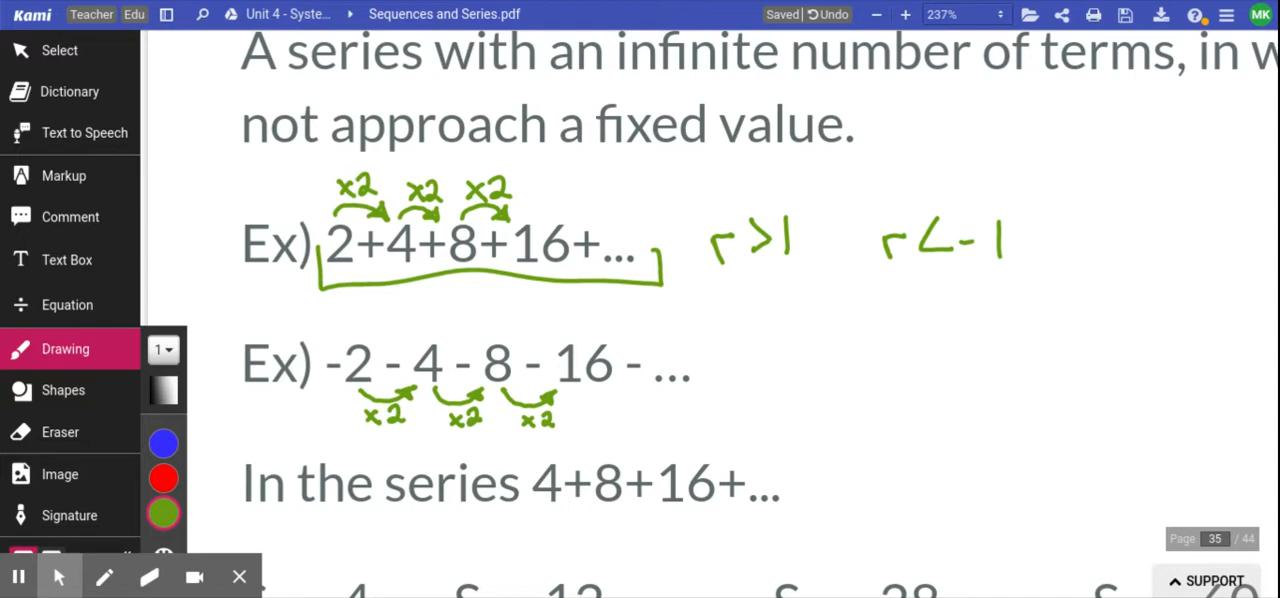 Kami Teacher Edu Unit 4 - Syste... Sequences and Series.pdf Saved Undo 237% MK
Select
Dictionary
Text to Speech
Markup
Comment
Text Box
Equation
Drawing
1
Shapes
Eraser
Image
Signature
A series with an infinite number of terms, in w
not approach a fixed value.
x2 x2 x2
Ex) 2+4+8+16+... r>1 r<-1
Ex) -2 - 4 - 8 - 16 - ...
x2 x2 x2
In the series 4+8+16+...
Page 35 / 44
SUPPORT